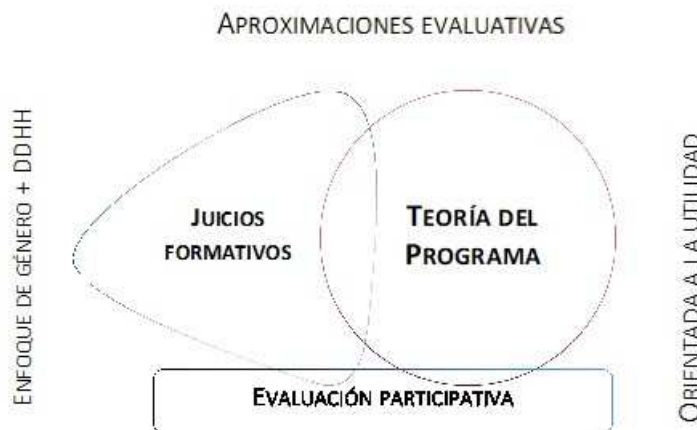 APROXIMACIONES EVALUATIVAS
ENFOQUE DE GÉNERO + DDHH
JUICIOS
FORMATIVOS
TEORÍA DEL
PROGRAMA
ORIENTADA A LA UTILIDAD
EVALUACIÓN PARTICIPATIVA